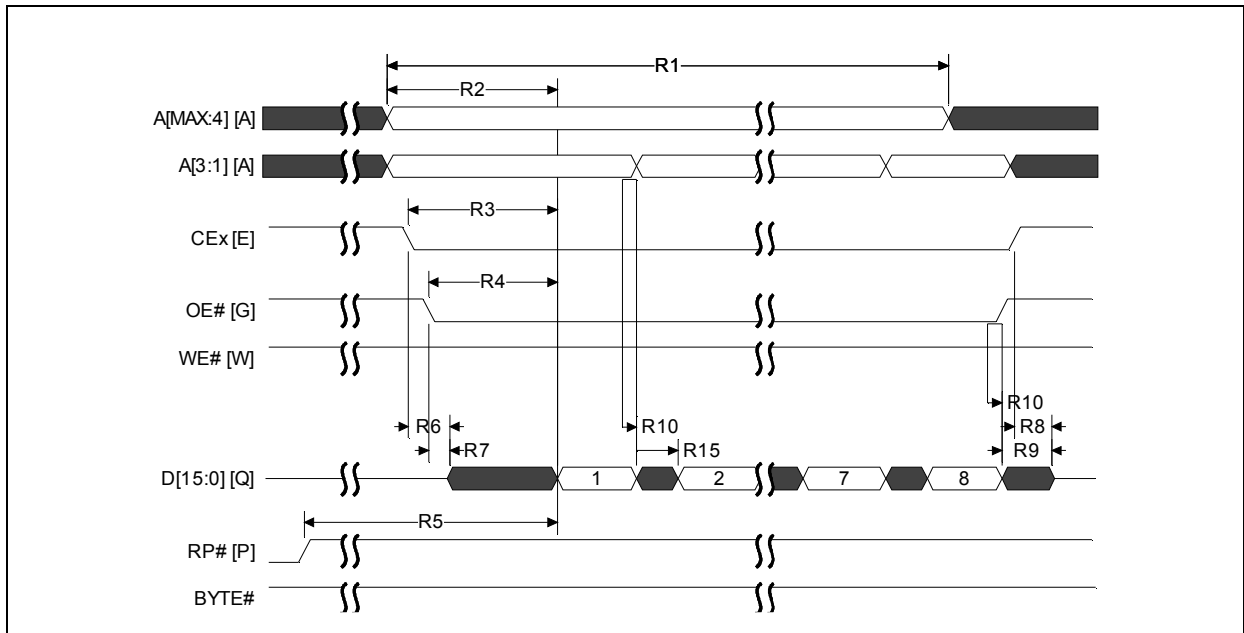 R1
R2
A[MAX:4] [A]
A[3:1] [A]
R3
CEx [E]
R4
OE# [G]
WE# [W]
R10
R6
R10
R8
R7
R15
R9
D[15:0] [Q]
1
2
7
8
R5
RP# [P]
BYTE#